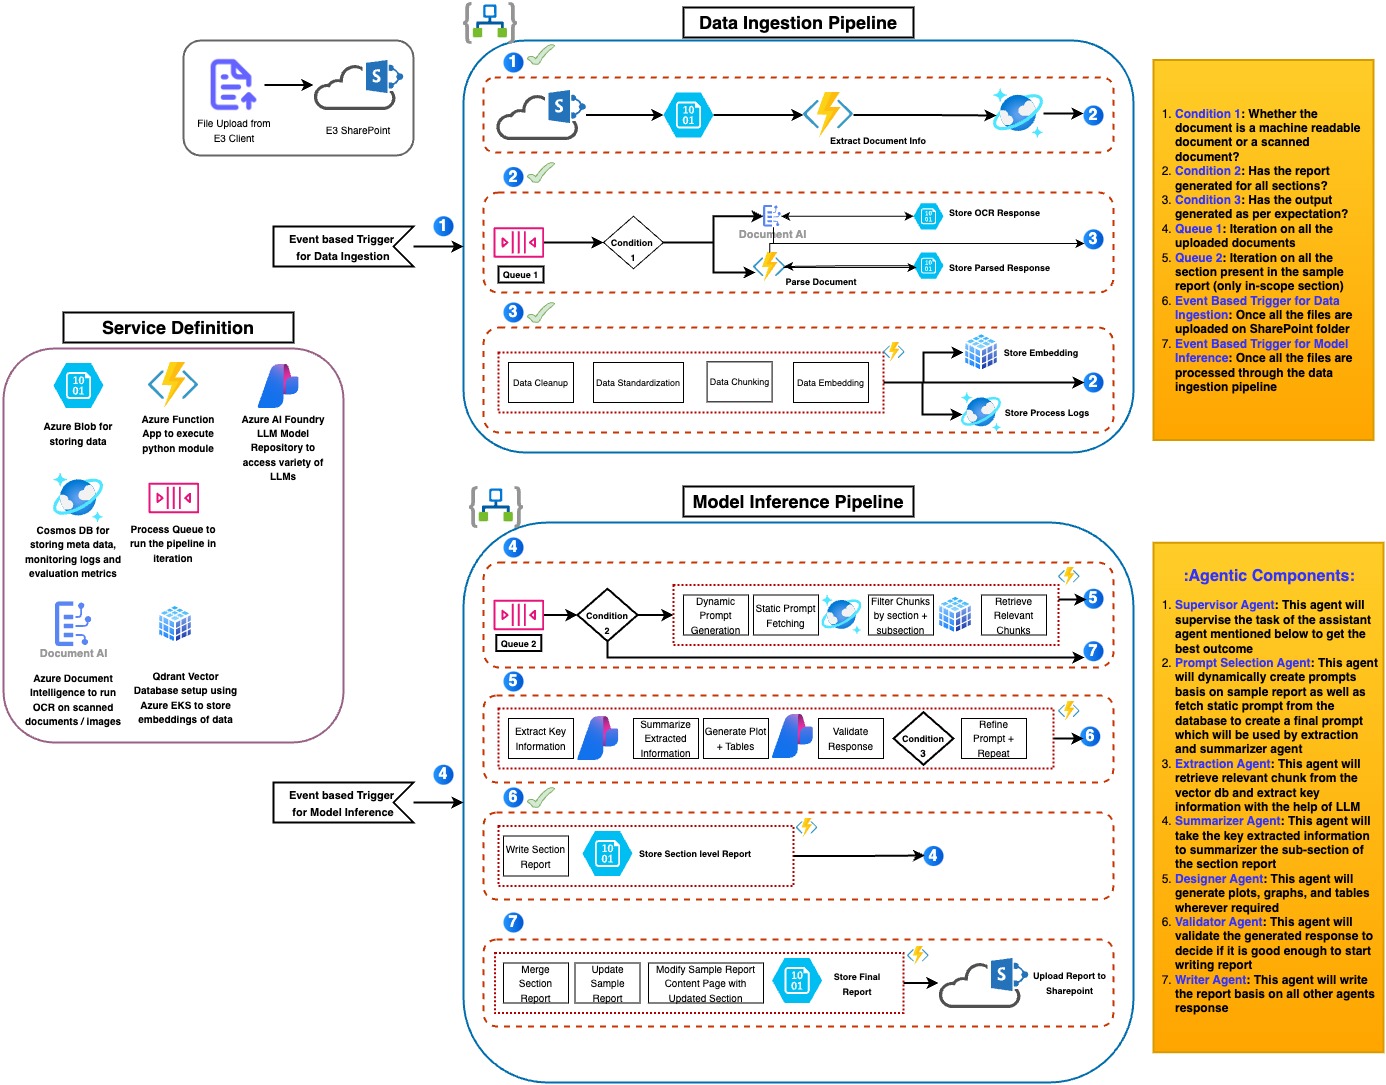 Data Ingestion Pipeline
File Upload from
E3 Client
E3 SharePoint
1
10
01
Extract Document Info
2
2
Event based Trigger
for Data Ingestion
1
Queue 1
Condition
1
Document AI
Parse Document
10
01
Store OCR Response
10
01
Store Parsed Response
3
3
Data Cleanup
Data Standardization
Data Chunking
Data Embedding
Store Embedding
Store Process Logs
2
1. Condition 1: Whether the
document is a machine readable
document or a scanned
document?
2. Condition 2: Has the report
generated for all sections?
3. Condition 3: Has the output
generated as per expectation?
4. Queue 1: Iteration on all the
uploaded documents
5. Queue 2: Iteration on all the
section present in the sample
report (only in-scope section)
6. Event Based Trigger for Data
Ingestion: Once all the files are
uploaded on SharePoint folder
7. Event Based Trigger for Model
Inference: Once all the files are
processed through the data
ingestion pipeline
Service Definition
10
01
Azure Blob for
storing data
Azure Function
App to execute
python module
Azure AI Foundry
LLM Model
Repository to
access variety of
LLMs
Cosmos DB for
storing meta data,
monitoring logs and
evaluation metrics
Process Queue to
run the pipeline in
iteration
Document AI
Azure Document
Intelligence to run
OCR on scanned
documents / images
Qdrant Vector
Database setup using
Azure EKS to store
embeddings of data
Model Inference Pipeline
4
Queue 2
Condition
2
Dynamic
Prompt
Generation
Static Prompt
Fetching
Filter Chunks
by section +
subsection
Retrieve
Relevant
Chunks
5
7
5
Extract Key
Information
Summarize
Extracted
Information
Generate Plot
+ Tables
Validate
Response
Condition
3
Refine
Prompt +
Repeat
6
Event based Trigger
for Model Inference
4
6
Write Section
Report
10
01
Store Section level Report
4
7
Merge
Section
Report
Update
Sample
Report
Modify Sample Report
Content Page with
Updated Section
10
01
Store Final
Report
Upload Report to
Sharepoint
:Agentic Components:
1. Supervisor Agent: This agent will
supervise the task of the assistant
agent mentioned below to get the
best outcome
2. Prompt Selection Agent: This agent
will dynamically create prompts
basis on sample report as well as
fetch static prompt from the
database to create a final prompt
which will be used by extraction
and summarizer agent
3. Extraction Agent: This agent will
retrieve relevant chunk from the
vector db and extract key
information with the help of LLM
4. Summarizer Agent: This agent will
take the key extracted information
to summarizer the sub-section of
the section report
5. Designer Agent: This agent will
generate plots, graphs, and tables
wherever required
6. Validator Agent: This agent will
validate the generated response to
decide if it is good enough to start
writing report
7. Writer Agent: This agent will write
the report basis on all other agents
response